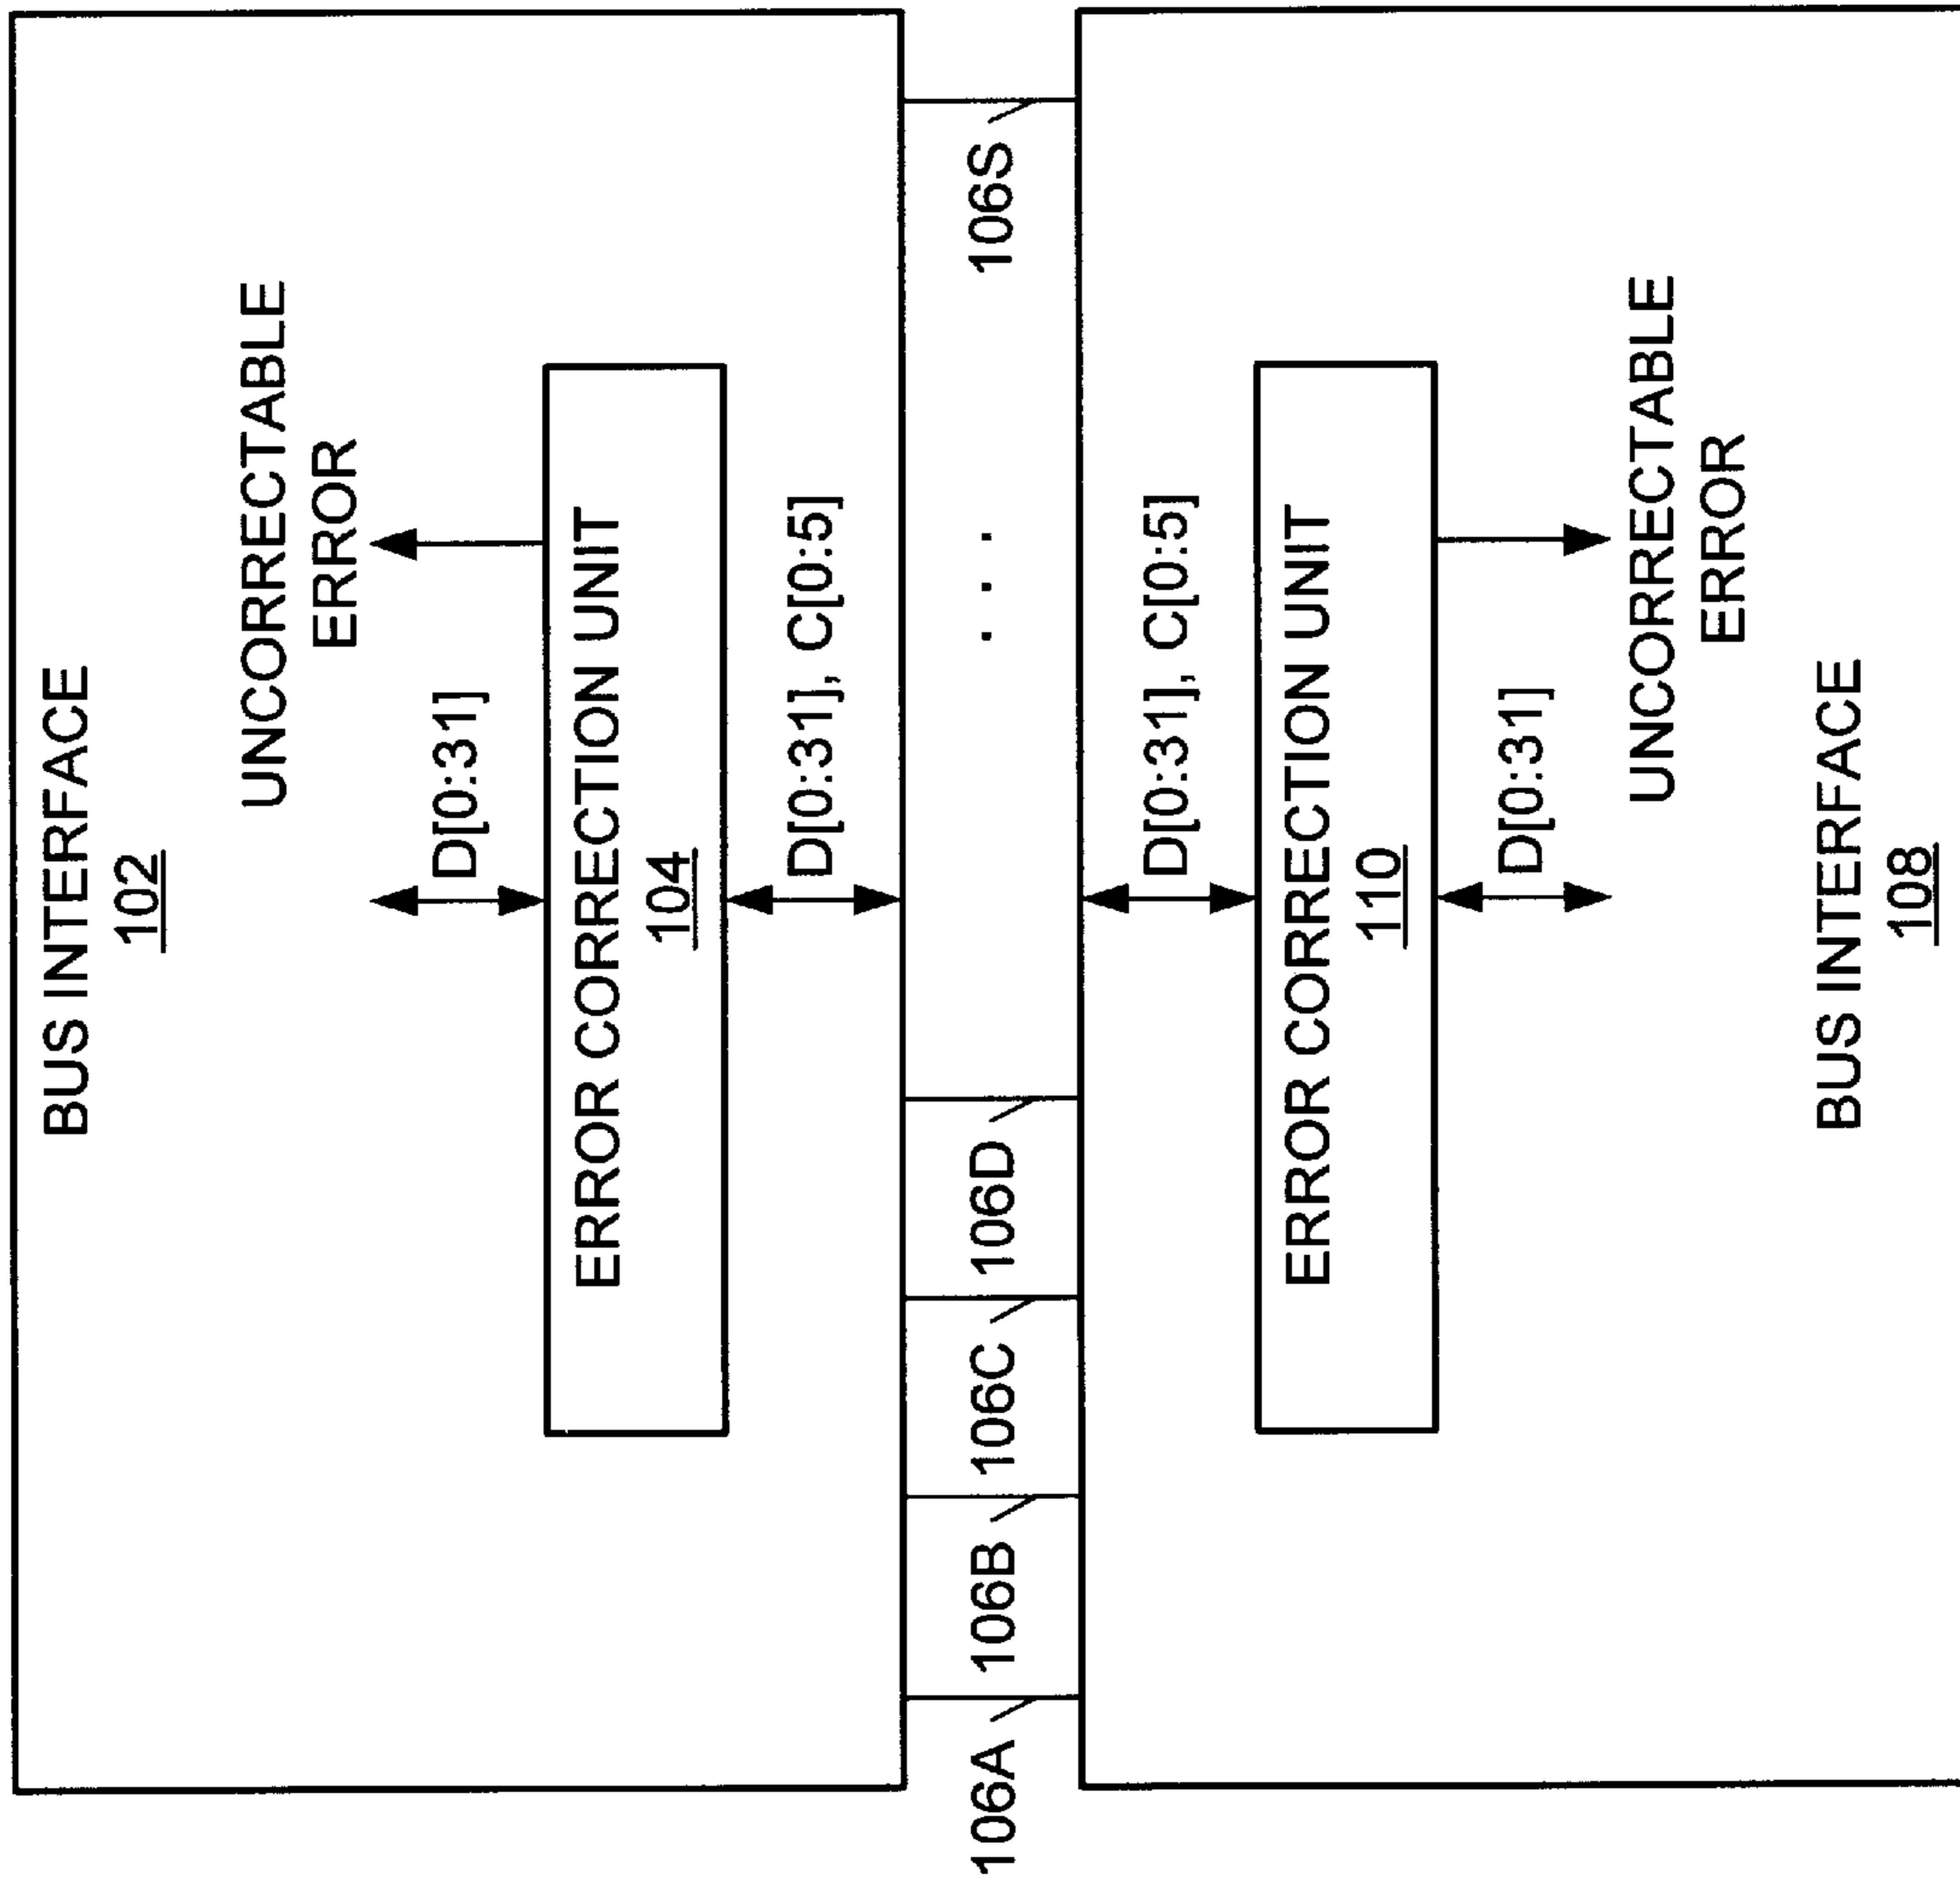 BUS INTERFACE
102
UNCORRECTABLE
ERROR
D[0:31]
ERROR CORRECTION UNIT
104
D[0:31], C[0:5]
106A
106B
106C
106D
. . .
106S
D[0:31], C[0:5]
ERROR CORRECTION UNIT
110
D[0:31]
UNCORRECTABLE
ERROR
BUS INTERFACE
108